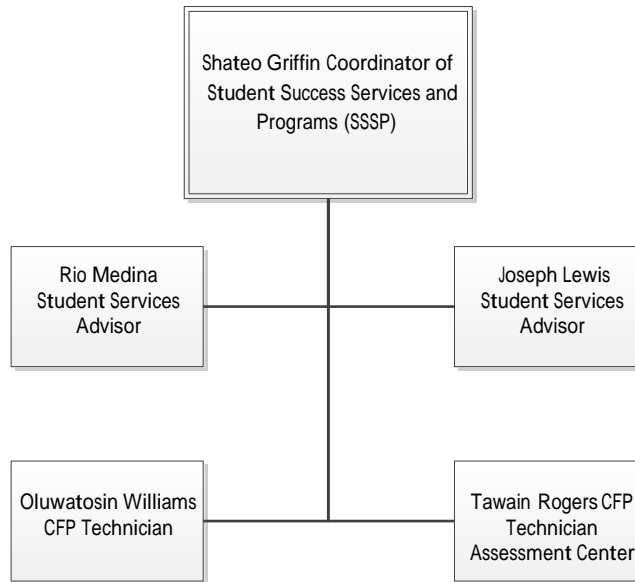 Shateo Griffin Coordinator of
Student Success Services and
Programs (SSSP)
Rio Medina
Student Services
Advisor
Joseph Lewis
Student Services
Advisor
Oluwatosin Williams
CFP Technician
Tawain Rogers CFP
Technician
Assessment Center